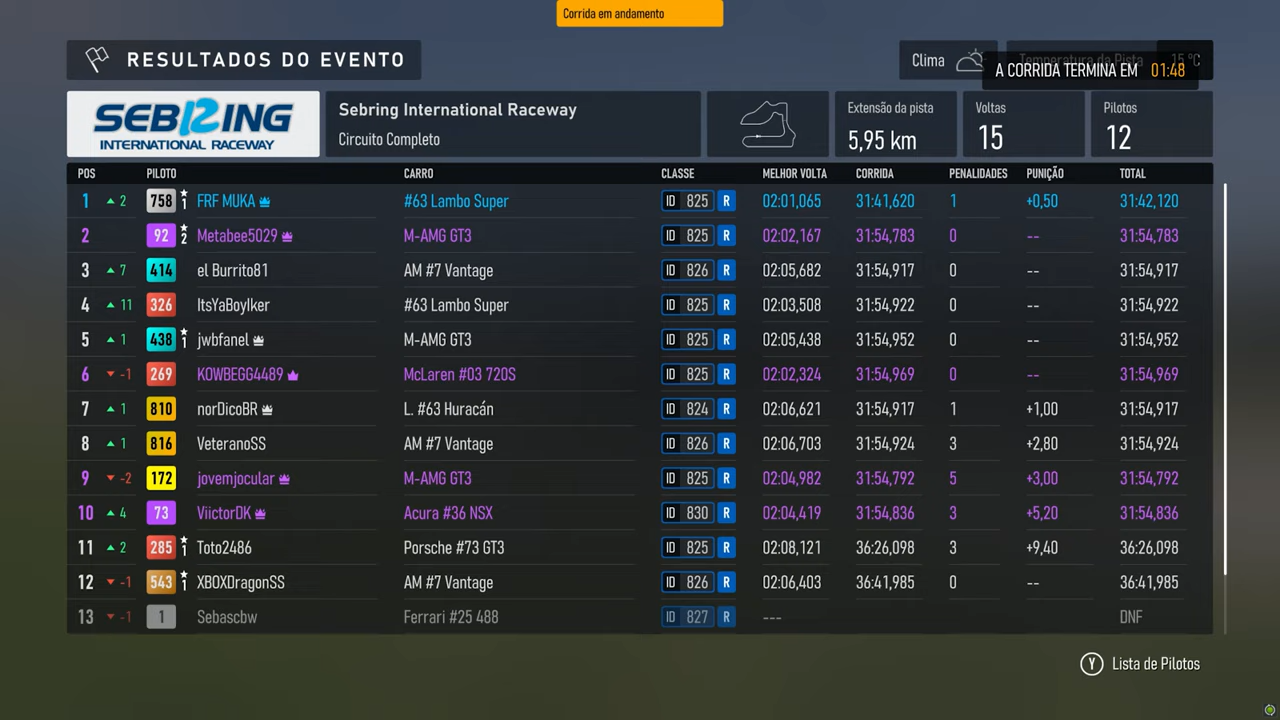 Corrida em andamento
RESULTADOS DO EVENTO
Clima
Temperatura da Pista 15 °C
A CORRIDA TERMINA EM 01:48
SEBRING
INTERNATIONAL RACEWAY
Sebring International Raceway
Circuito Completo
Extensão da pista
5,95 km
Voltas
15
Pilotos
12
POS PILOTO CARRO CLASSE MELHOR VOLTA CORRIDA PENALIDADES PUNIÇÃO TOTAL
1 2 758 1 FRF MUKA #63 Lambo Super ID 825 R 02:01,065 31:41,620 1 +0,50 31:42,120
2 92 2 Metabee5029 M-AMG GT3 ID 825 R 02:02,167 31:54,783 0 -- 31:54,783
3 7 414 el Burrito81 AM #7 Vantage ID 826 R 02:05,682 31:54,917 0 -- 31:54,917
4 11 326 ItsYaBoyIker #63 Lambo Super ID 825 R 02:03,508 31:54,922 0 -- 31:54,922
5 1 438 1 jwbfanel M-AMG GT3 ID 825 R 02:05,438 31:54,952 0 -- 31:54,952
6 -1 269 KOWBEGG4489 McLaren #03 720S ID 825 R 02:02,324 31:54,969 0 -- 31:54,969
7 1 810 norDicoBR L. #63 Huracán ID 824 R 02:06,621 31:54,917 1 +1,00 31:54,917
8 1 816 VeteranoSS AM #7 Vantage ID 826 R 02:06,703 31:54,924 3 +2,80 31:54,924
9 -2 172 jovemjocular M-AMG GT3 ID 825 R 02:04,982 31:54,792 5 +3,00 31:54,792
10 4 73 ViictorDK Acura #36 NSX ID 830 R 02:04,419 31:54,836 3 +5,20 31:54,836
11 2 285 1 Toto2486 Porsche #73 GT3 ID 825 R 02:08,121 36:26,098 3 +9,40 36:26,098
12 -1 543 1 XBOXDragonSS AM #7 Vantage ID 826 R 02:06,403 36:41,985 0 -- 36:41,985
13 -1 1 Sebascbw Ferrari #25 488 ID 827 R --- DNF
Y Lista de Pilotos